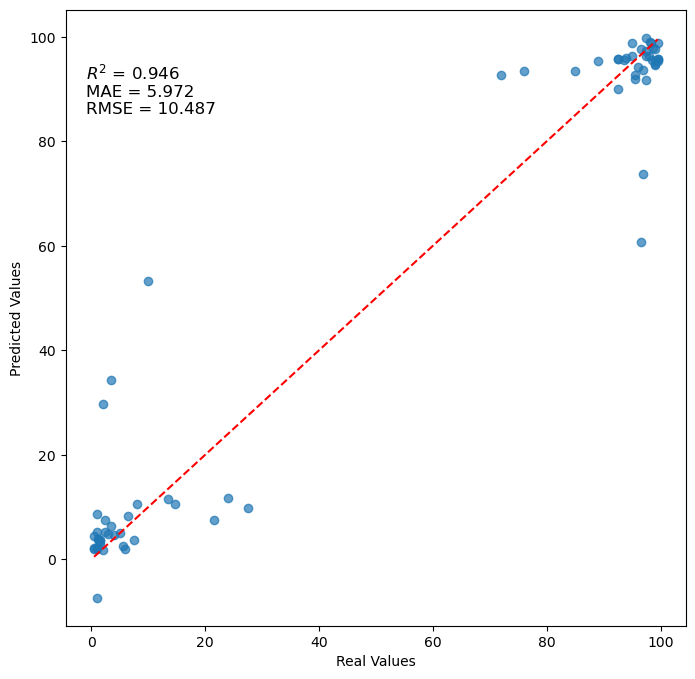 100
80
60
40
20
0
R² = 0.946
MAE = 5.972
RMSE = 10.487
Predicted Values
0 20 40 60 80 100
Real Values